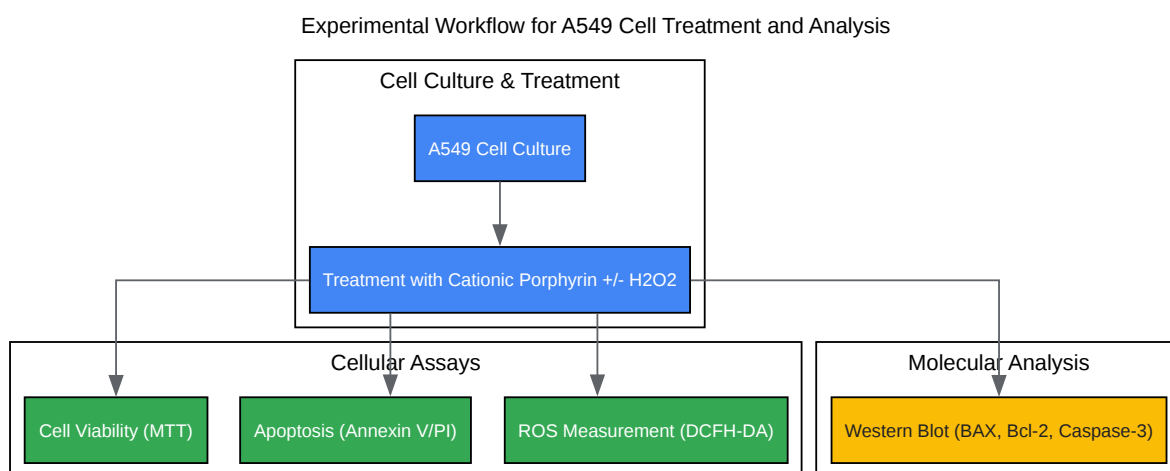 Experimental Workflow for A549 Cell Treatment and Analysis
Cell Culture & Treatment
A549 Cell Culture
Treatment with Cationic Porphyrin +/- H2O2
Cellular Assays
Molecular Analysis
Cell Viability (MTT)
Apoptosis (Annexin V/PI)
ROS Measurement (DCFH-DA)
Western Blot (BAX, Bcl-2, Caspase-3)